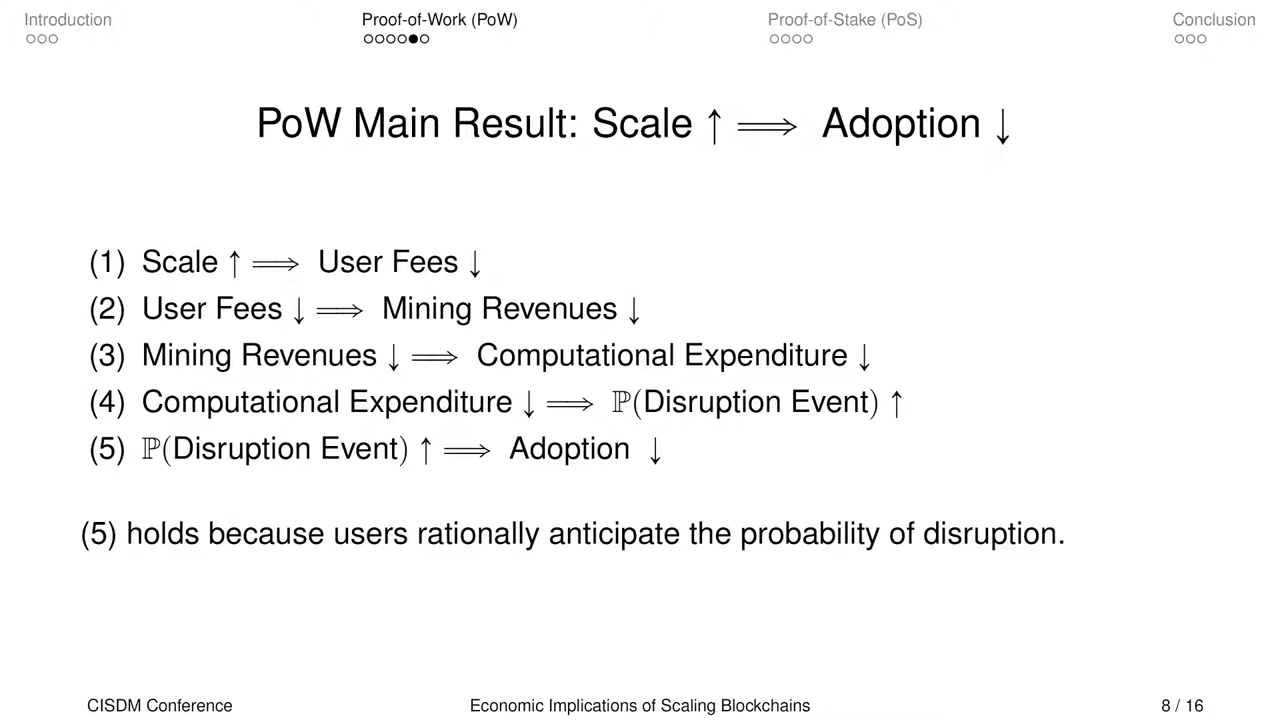 Introduction Proof-of-Work (PoW) Proof-of-Stake (PoS) Conclusion
PoW Main Result: Scale ↑ ⟹ Adoption ↓
(1) Scale ↑ ⟹ User Fees ↓
(2) User Fees ↓ ⟹ Mining Revenues ↓
(3) Mining Revenues ↓ ⟹ Computational Expenditure ↓
(4) Computational Expenditure ↓ ⟹ ℙ(Disruption Event) ↑
(5) ℙ(Disruption Event) ↑ ⟹ Adoption ↓
(5) holds because users rationally anticipate the probability of disruption.
CISDM Conference Economic Implications of Scaling Blockchains 8 / 16